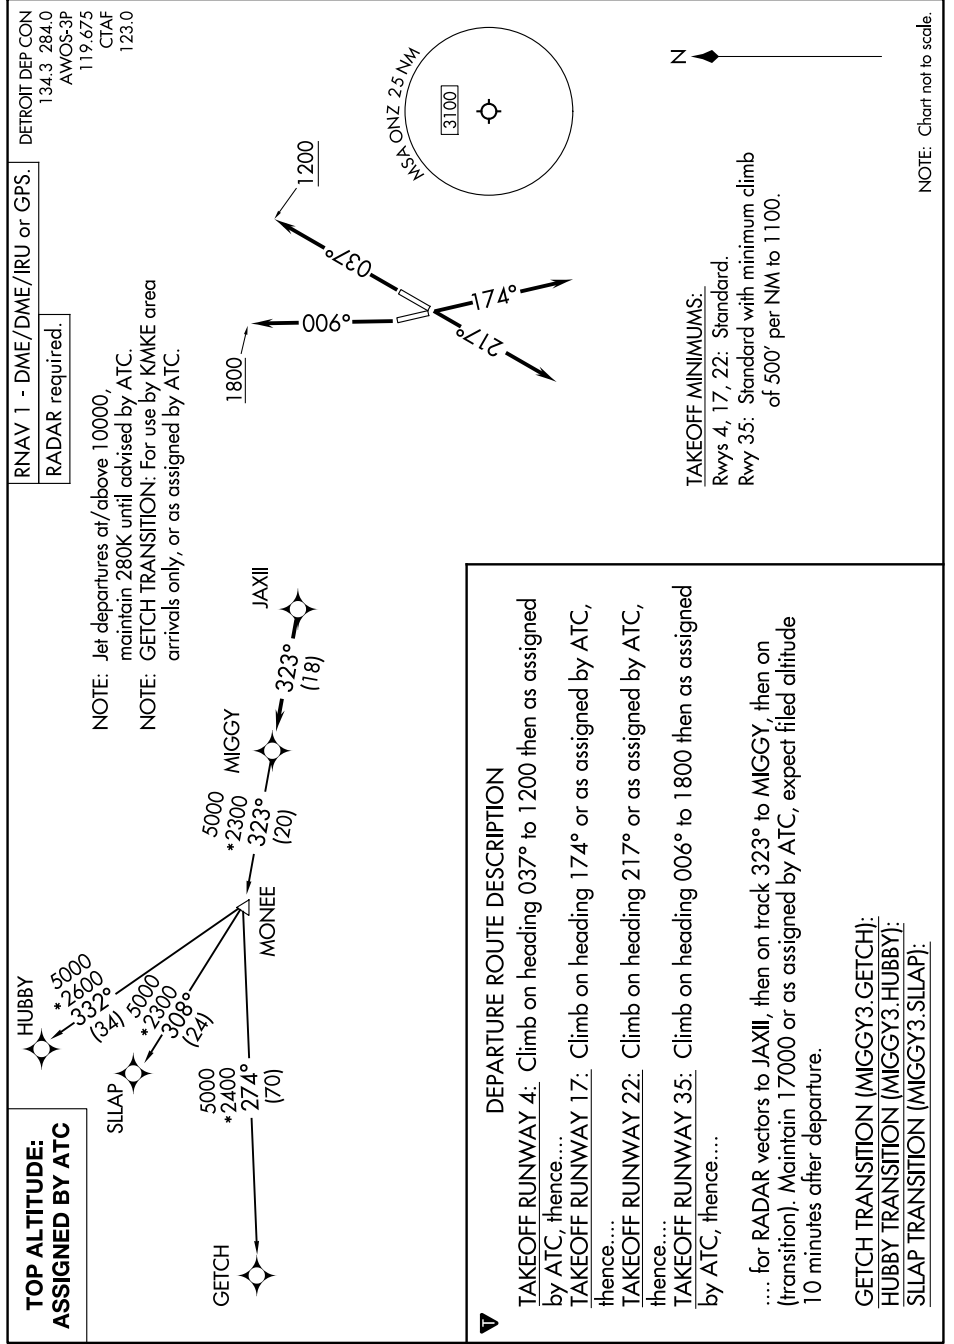 TOP ALTITUDE:
ASSIGNED BY ATC
RNAV 1 - DME/DME/IRU or GPS.
RADAR required.
DETROIT DEP CON
134.3 284.0
AWOS-3P
119.675
CTAF
123.0
NOTE: Jet departures at/above 10000,
maintain 280K until advised by ATC.
NOTE: GETCH TRANSITION: For use by KMKE area
arrivals only, or as assigned by ATC.
HUBBY
5000
*2600
332°
(34)
SLLAP
5000
*2300
308°
(24)
GETCH
5000
*2400
274°
(70)
MONEE
5000
*2300
323°
(20)
MIGGY
323°
(18)
JAXII
1800
006°
1200
037°
217°
174°
MSA ONZ 25 NM
3100
N
TAKEOFF MINIMUMS:
Rwys 4, 17, 22: Standard.
Rwy 35: Standard with minimum climb
of 500' per NM to 1100.
NOTE: Chart not to scale.
T
DEPARTURE ROUTE DESCRIPTION
TAKEOFF RUNWAY 4: Climb on heading 037° to 1200 then as assigned
by ATC, thence....
TAKEOFF RUNWAY 17: Climb on heading 174° or as assigned by ATC,
thence....
TAKEOFF RUNWAY 22: Climb on heading 217° or as assigned by ATC,
thence....
TAKEOFF RUNWAY 35: Climb on heading 006° to 1800 then as assigned
by ATC, thence....
.... for RADAR vectors to JAXII, then on track 323° to MIGGY, then on
(transition). Maintain 17000 or as assigned by ATC, expect filed altitude
10 minutes after departure.
GETCH TRANSITION (MIGGY3.GETCH):
HUBBY TRANSITION (MIGGY3.HUBBY):
SLLAP TRANSITION (MIGGY3.SLLAP):